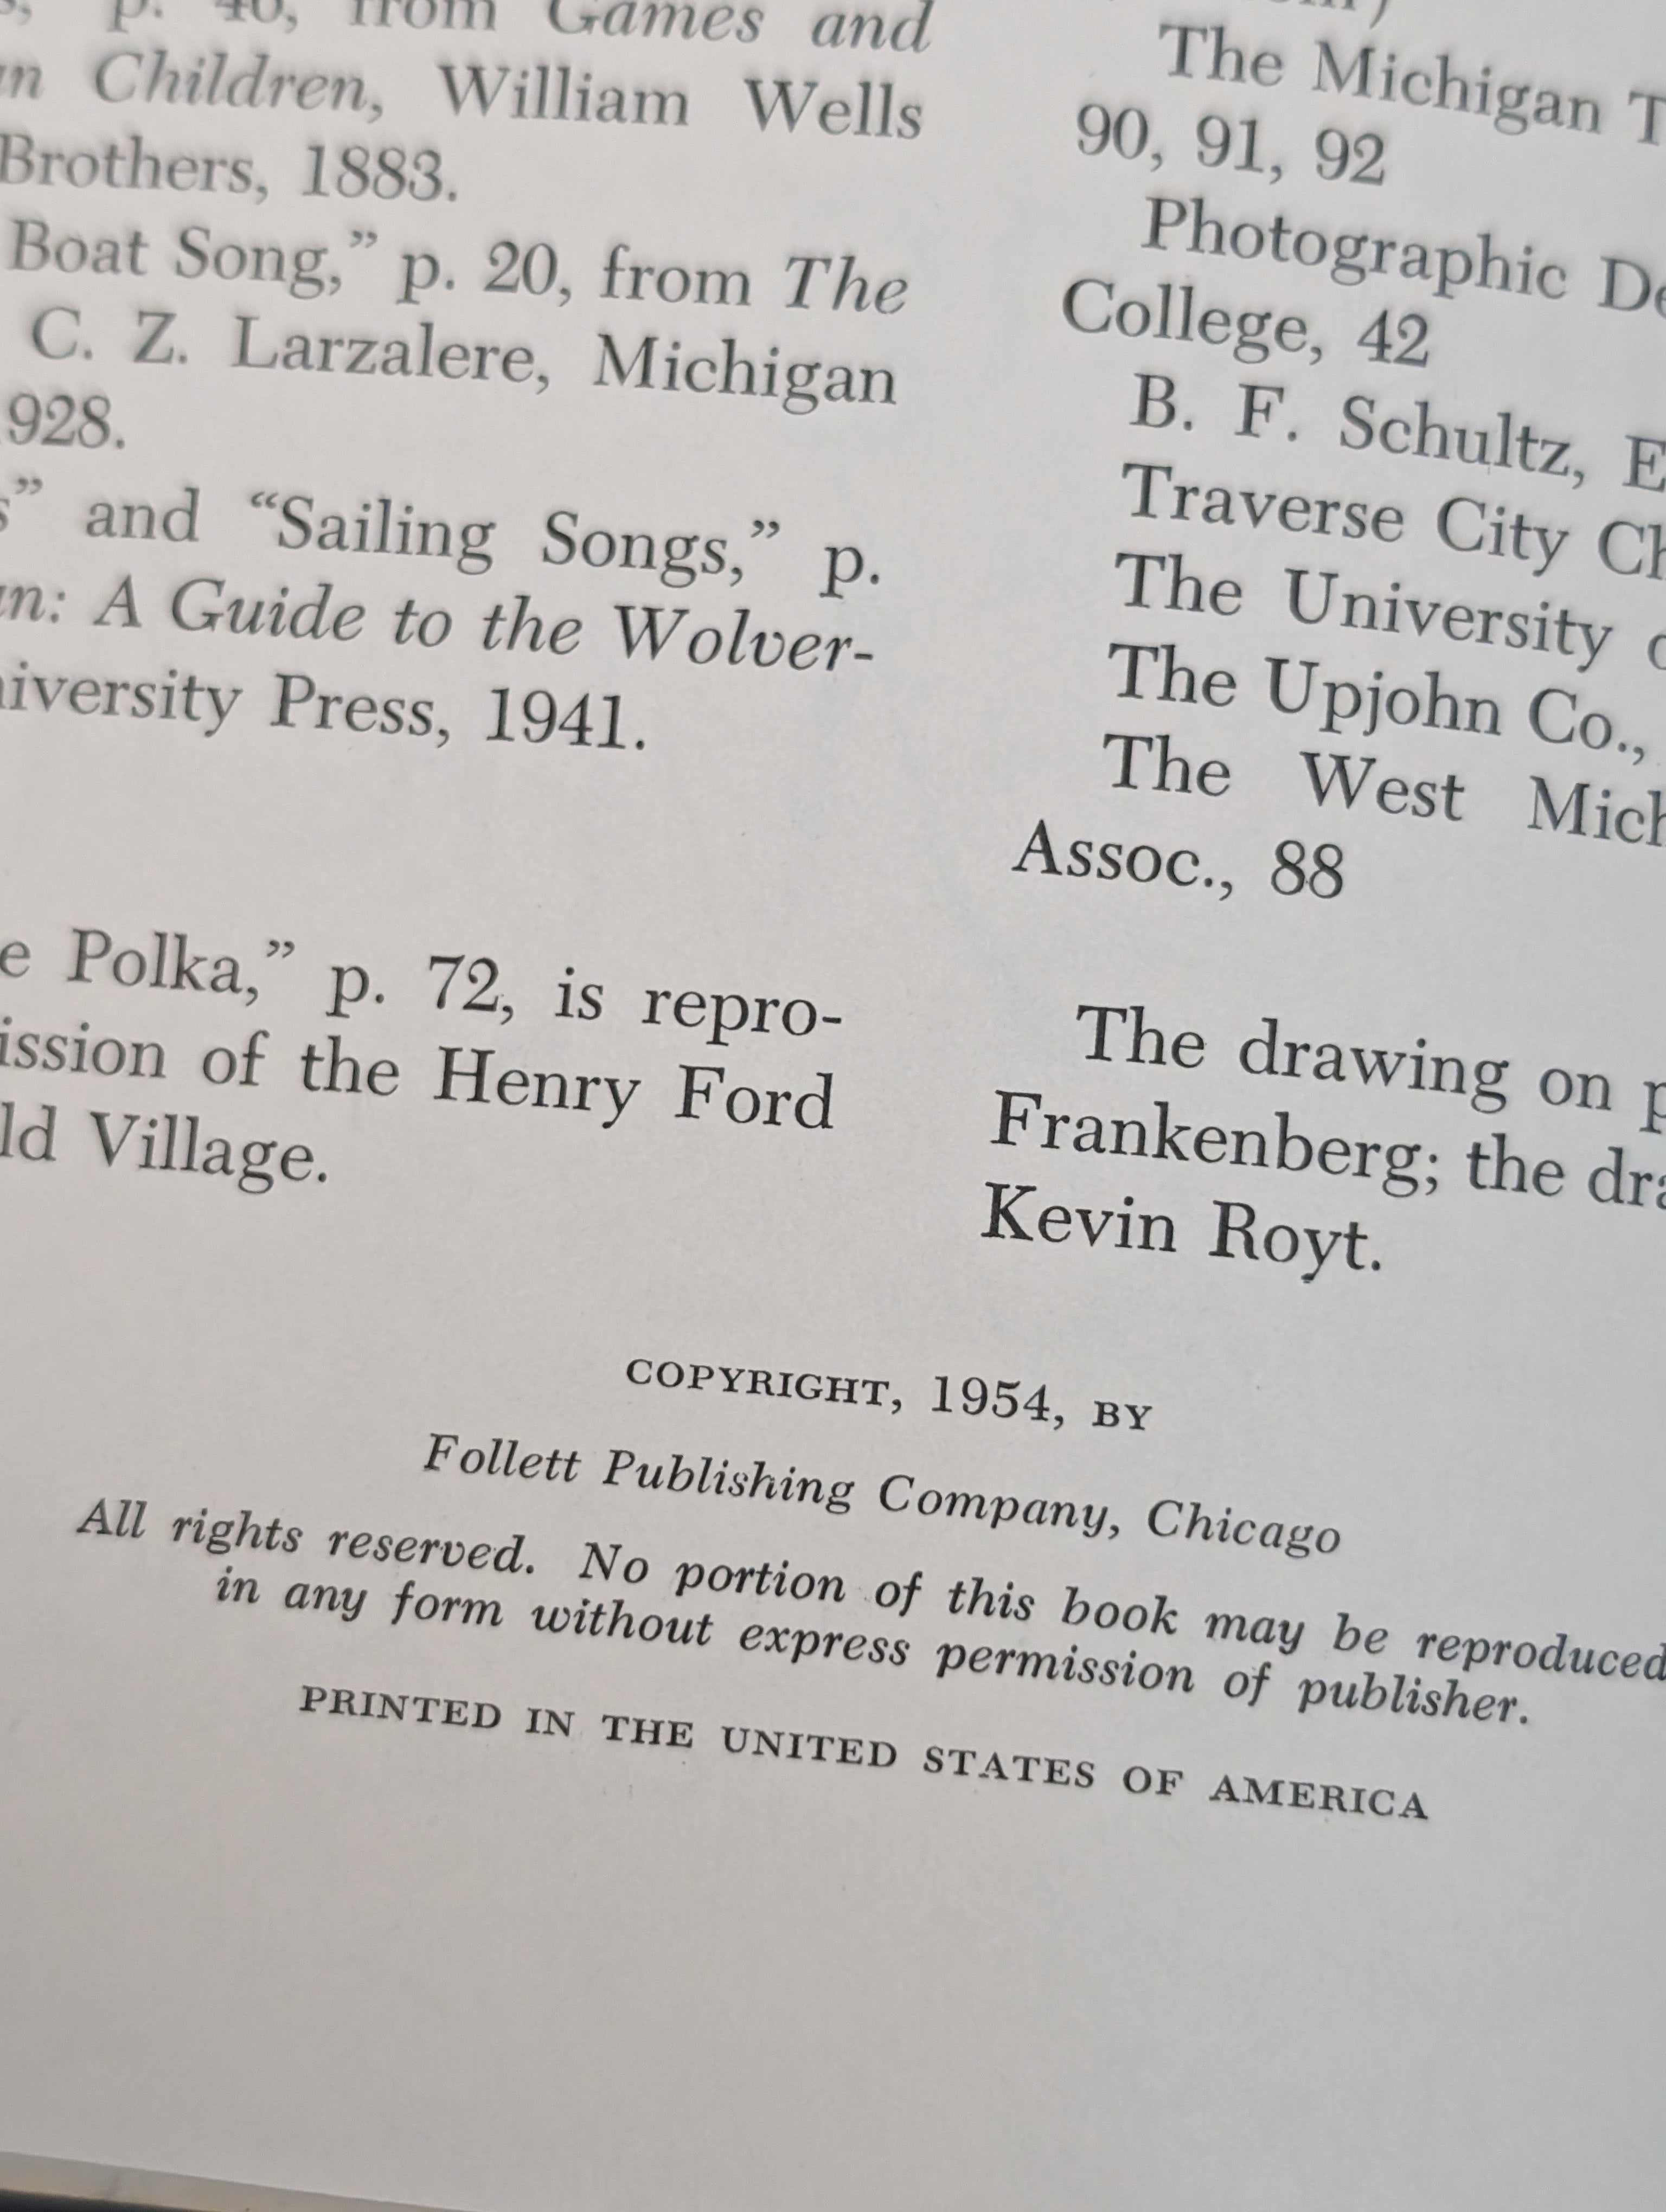 p. 40, from Games and
Children, William Wells
Brothers, 1883.
Boat Song,” p. 20, from The
C. Z. Larzalere, Michigan
928.
and “Sailing Songs,” p.
A Guide to the Wolver-
Press, 1941.
Polka,” p. 72, is repro-
of the Henry Ford
Village.
The Michigan
90, 91, 92
Photographic
College, 42
B. F. Schultz,
Traverse City
The University
The Upjohn Co.,
The West
Assoc., 88
The drawing on
Frankenberg; the
Kevin Royt.
COPYRIGHT, 1954, BY
Follett Publishing Company, Chicago
All rights reserved. No portion of this book may be reproduced
in any form without express permission of publisher.
PRINTED IN THE UNITED STATES OF AMERICA